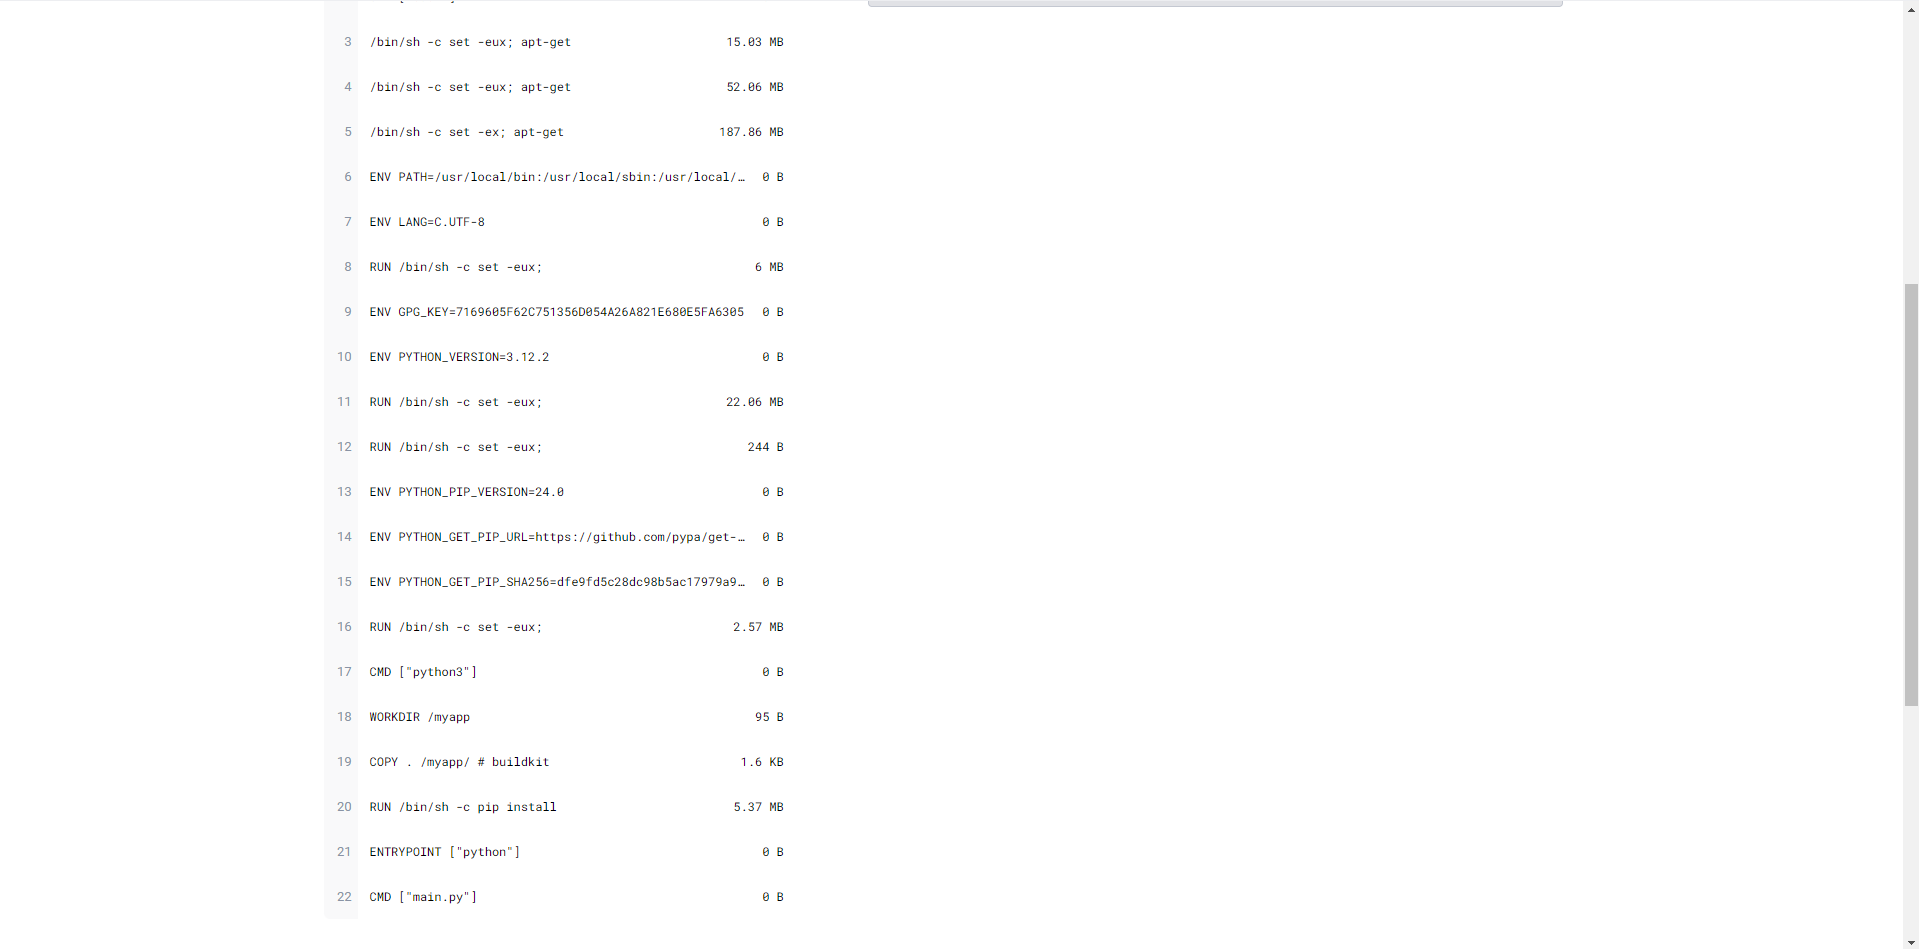 3 /bin/sh -c set -eux; apt-get 15.03 MB
4 /bin/sh -c set -eux; apt-get 52.06 MB
5 /bin/sh -c set -ex; apt-get 187.86 MB
6 ENV PATH=/usr/local/bin:/usr/local/sbin:/usr/local/… 0 B
7 ENV LANG=C.UTF-8 0 B
8 RUN /bin/sh -c set -eux; 6 MB
9 ENV GPG_KEY=7169605F62C751356D054A26A821E680E5FA6305 0 B
10 ENV PYTHON_VERSION=3.12.2 0 B
11 RUN /bin/sh -c set -eux; 22.06 MB
12 RUN /bin/sh -c set -eux; 244 B
13 ENV PYTHON_PIP_VERSION=24.0 0 B
14 ENV PYTHON_GET_PIP_URL=https://github.com/pypa/get-… 0 B
15 ENV PYTHON_GET_PIP_SHA256=dfe9fd5c28dc98b5ac17979a9… 0 B
16 RUN /bin/sh -c set -eux; 2.57 MB
17 CMD ["python3"] 0 B
18 WORKDIR /myapp 95 B
19 COPY . /myapp/ # buildkit 1.6 KB
20 RUN /bin/sh -c pip install 5.37 MB
21 ENTRYPOINT ["python"] 0 B
22 CMD ["main.py"] 0 B